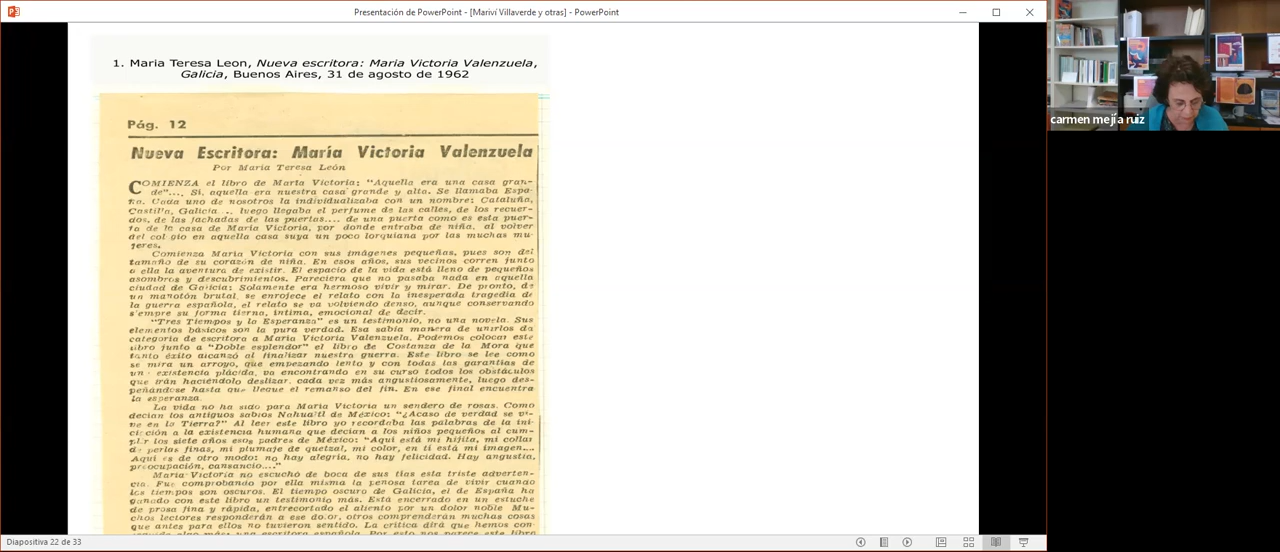 Presentación de PowerPoint - [Mariví Villaverde y otras] - PowerPoint
carmen mejía ruiz
1. Maria Teresa Leon, Nueva escritora: Maria Victoria Valenzuela,
Galicia, Buenos Aires, 31 de agosto de 1962
Pág. 12
Nueva Escritora: María Victoria Valenzuela
Por María Teresa León
COMIENZA el libro de María Victoria: "Aquella era una casa gran-
de"... Sí, aquella era nuestra casa grande y alta. Se llamaba Espa-
ña. Cada uno de nosotros la individualizaba con un nombre: Cataluña,
Castilla, Galicia... luego llegaba el perfume de las calles, de los recuer-
dos, de las fachadas de las puertas.... de una puerta como es esta puer-
ta de la casa de María Victoria, por donde entraba de niña, al volver
del colegio en aquella casa suya un poco lorquiana por las muchas mu-
jeres.
Comienza María Victoria con sus imágenes pequeñas, pues son del
tamaño de su corazón de niña. En esos años, sus vecinos corren junto
a ella la aventura de existir. El espacio de la vida está lleno de pequeños
asombros y descubrimientos. Pareciera que no pasaba nada en aquella
ciudad de Galicia: Solamente era hermoso vivir y mirar. De pronto, de
un manotón brutal, se enrojece el relato con la inesperada tragedia de
la guerra española, el relato se va volviendo denso, aunque conservando
siempre su forma tierna, íntima, emocional de decir.
"Tres Tiempos y la Esperanza" es un testimonio, no una novela. Sus
elementos básicos son la pura verdad. Esa sabia manera de unirlos da
categoría de escritora a María Victoria Valenzuela. Podemos colocar este
libro junto a "Doble esplendor" el libro de Costanza de la Mora que
tanto éxito alcanzó al finalizar nuestra guerra. Este libro se lee como
se mira un arroyo, que empezando lento y con todas las garantías de
un existencia plácida, va encontrando en su curso todos los obstáculos
que irán haciéndolo deslizar cada vez más angustiosamente, luego des-
peñándose hasta que llegue el remanso del fin. En ese final encuentra
la esperanza.
La vida no ha sido para María Victoria un sendero de rosas. Como
decían los antiguos sabios Nahuatl de México: "¿Acaso de verdad se vi-
ve en la Tierra?" Al leer este libro yo recordaba las palabras de la ini-
ciación a la existencia humana que decían a los niños pequeños al cum-
plir los siete años esos padres de México: "Aquí está mi hijita, mi collar
de perlas finas, mi plumaje de quetzal, mi color, en ti está mi imagen...
Aquí es de otro modo: no hay alegría, no hay felicidad. Hay angustia,
preocupación, cansancio...."
María Victoria no escuchó de boca de sus tías esta triste adverten-
cia. Fue comprobando por ella misma la penosa tarea de vivir cuando
los tiempos son oscuros. El tiempo oscuro de Galicia, el de España ha
ganado con este libro un testimonio más. Está encerrado en un estuche
de prosa fina y rápida, entrecortado el aliento por un dolor noble Mu-
chos lectores responderán a ese dolor, otros comprenderán muchas cosas
que antes para ellos no tuvieron sentido. La crítica dirá que hemos con-
más una escritora española. Por esto nos parece este libro
Diapositiva 22 de 33